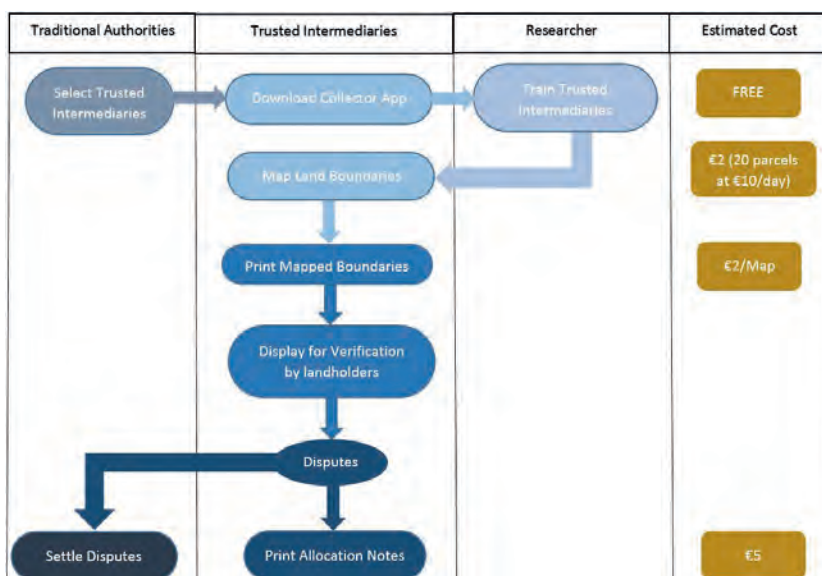 Traditional Authorities
Trusted Intermediaries
Researcher
Estimated Cost
Select Trusted
Intermediaries
Download Collector App
Train Trusted
Intermediaries
FREE
Map Land Boundaries
€2 (20 parcels
at €10/day)
Print Mapped Boundaries
€2/Map
Display for Verification
by landholders
Disputes
Settle Disputes
Print Allocation Notes
€5